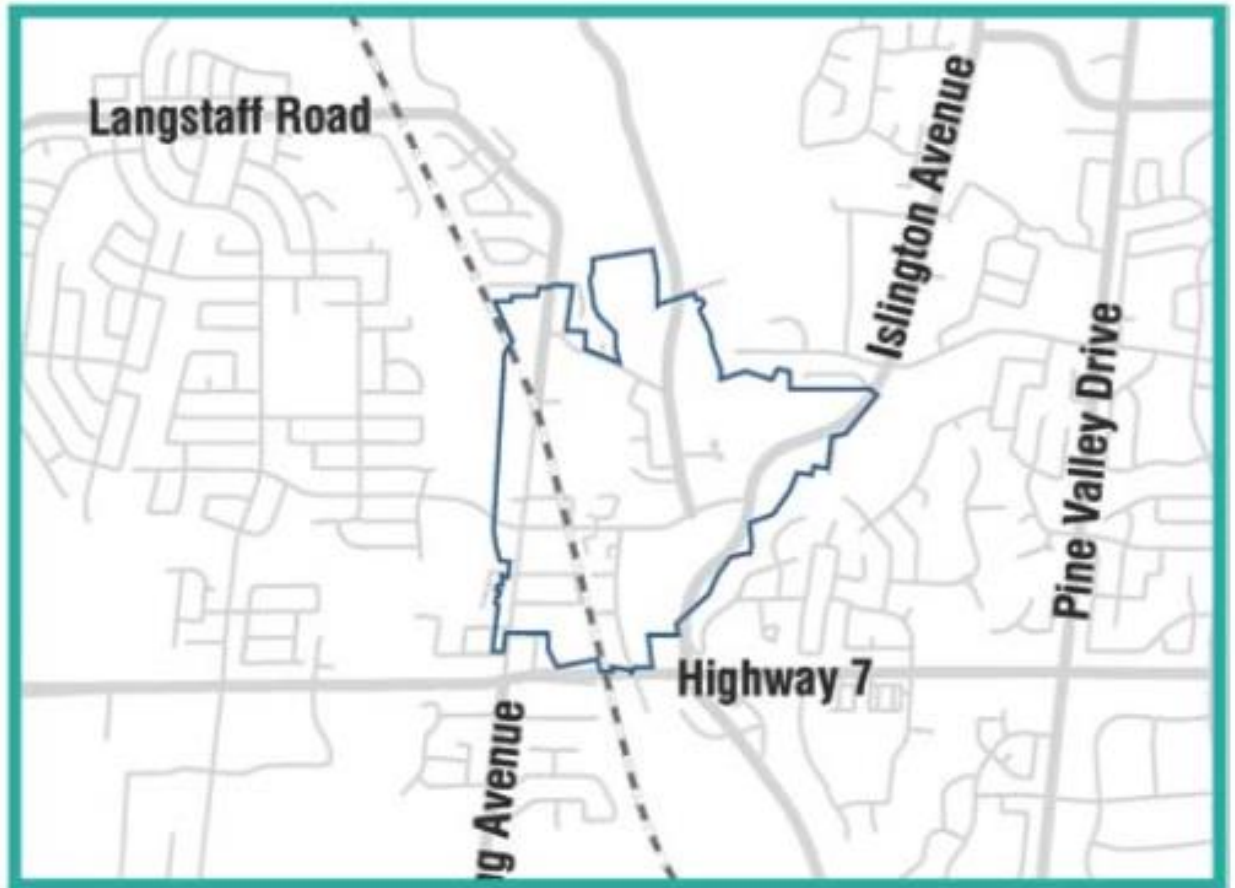 Langstaff Road
Islington Avenue
Pine Valley Drive
Highway 7
g Avenue